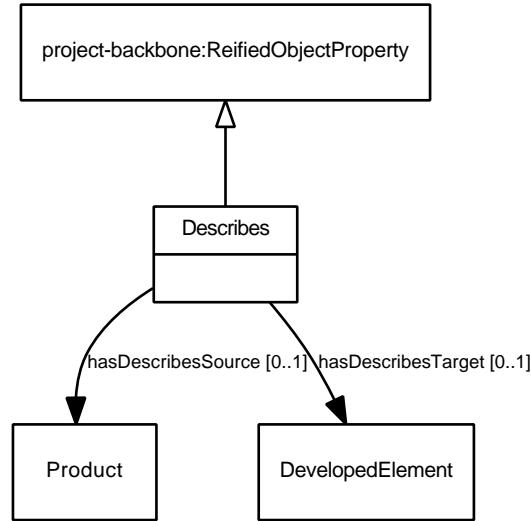 project-backbone:ReifiedObjectProperty
Describes
hasDescribesSource [0..1]
hasDescribesTarget [0..1]
Product
DevelopedElement